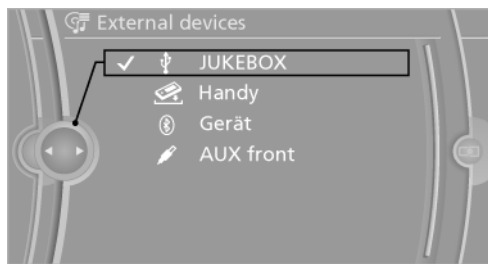 External devices
JUKEBOX
Handy
Gerät
AUX front